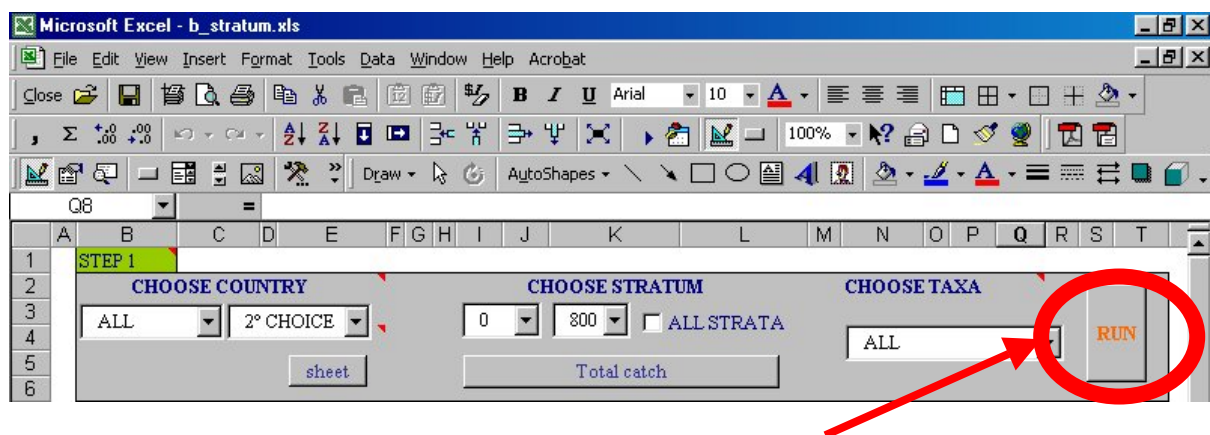 Microsoft Excel - b_stratum.xls
File Edit View Insert Format Tools Data Window Help Acrobat
Close B I U Arial 10 A
, Σ ,00 +,0 100%
Draw AutoShapes A A
Q8 =
A B C D E F G H I J K L M N O P Q R S T
1 STEP 1
2 CHOOSE COUNTRY CHOOSE STRATUM CHOOSE TAXA
3 ALL 2° CHOICE 0 800 ALL STRATA
4 ALL RUN
5 sheet Total catch
6